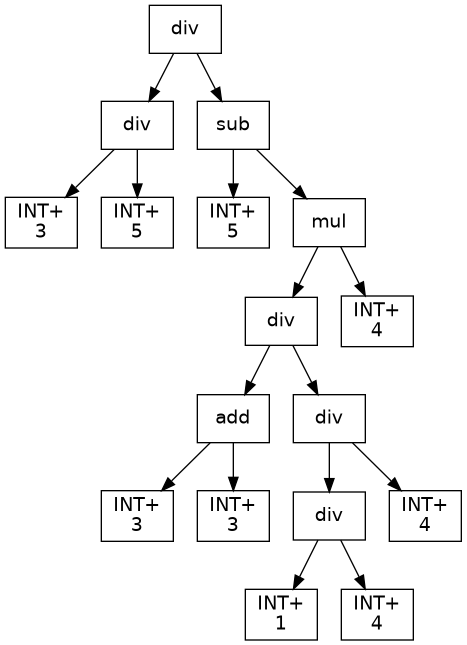 div
div
sub
INT+
3
INT+
5
INT+
5
mul
div
INT+
4
add
div
INT+
3
INT+
3
div
INT+
4
INT+
1
INT+
4